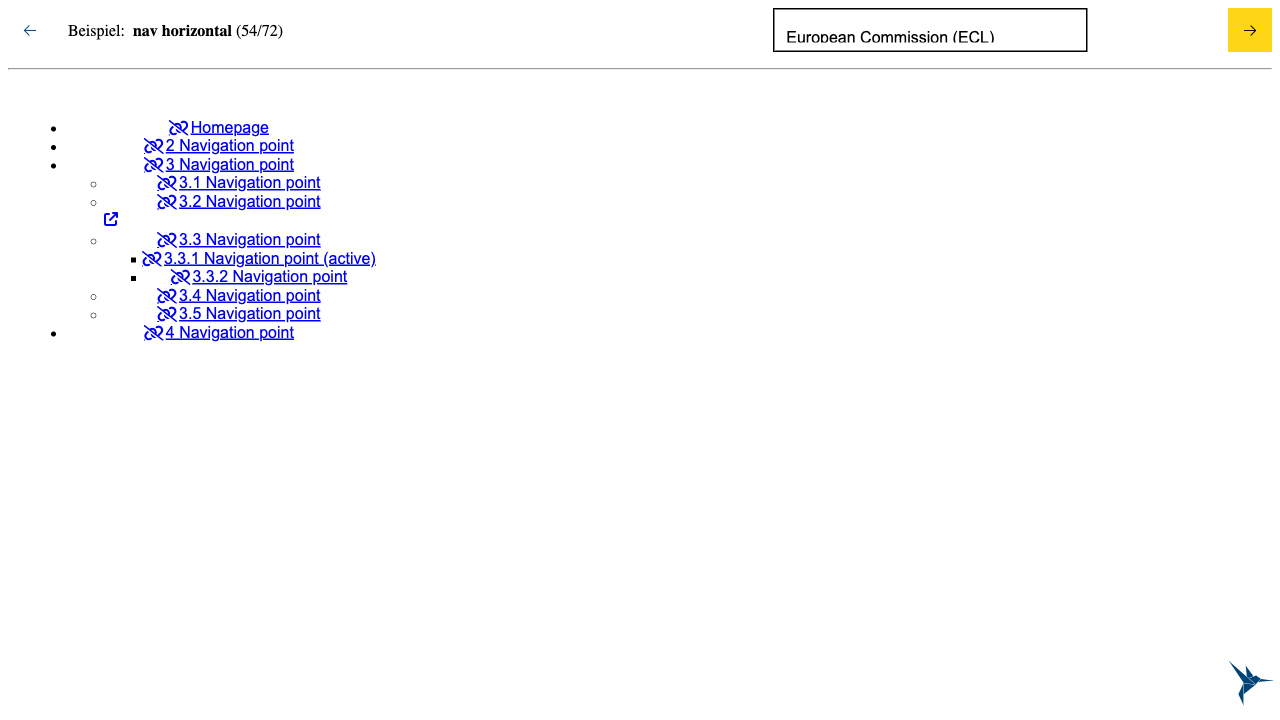 Beispiel: nav horizontal (54/72)
European Commission (ECL)
Homepage
2 Navigation point
3 Navigation point
3.1 Navigation point
3.2 Navigation point
3.3 Navigation point
3.3.1 Navigation point (active)
3.3.2 Navigation point
3.4 Navigation point
3.5 Navigation point
4 Navigation point